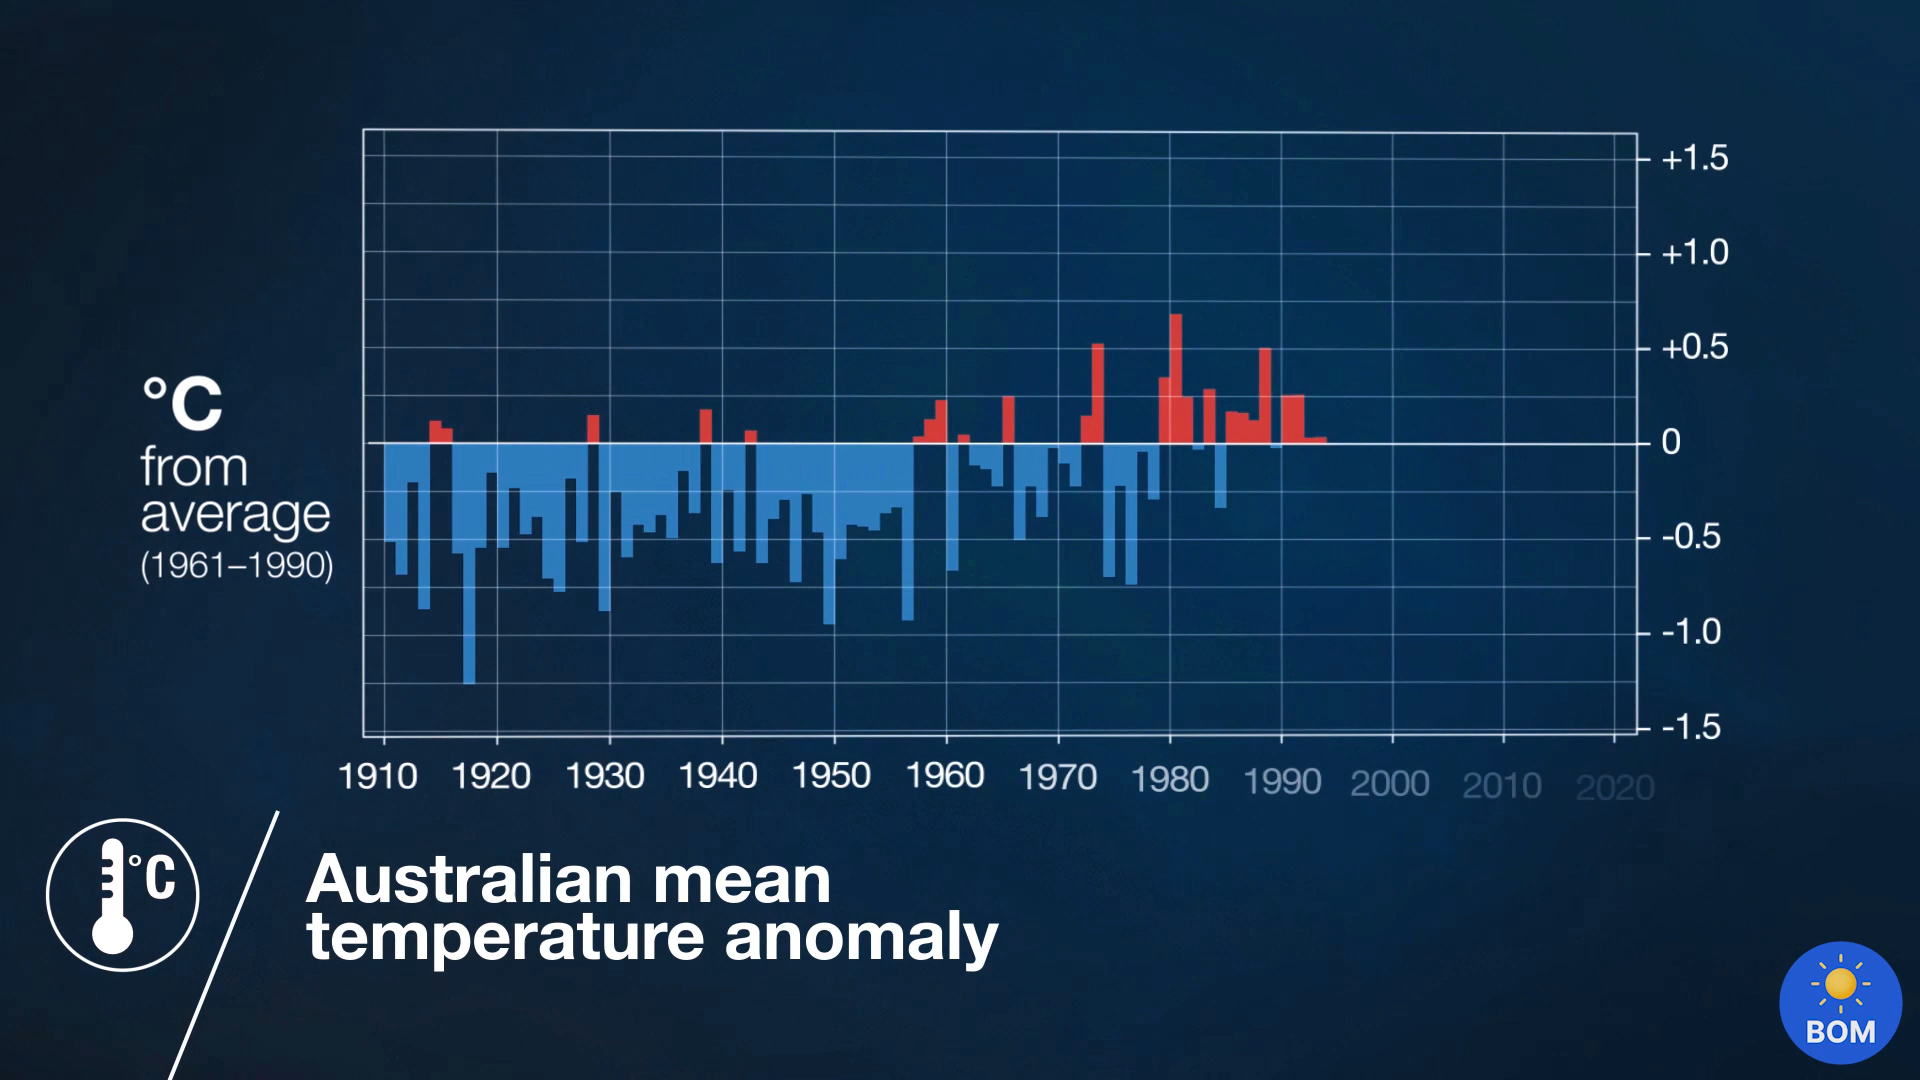 +1.5
+1.0
+0.5
0
-0.5
-1.0
-1.5
°C
from
average
(1961–1990)
1910 1920 1930 1940 1950 1960 1970 1980 1990 2000 2010 2020
°C
Australian mean
temperature anomaly
BOM